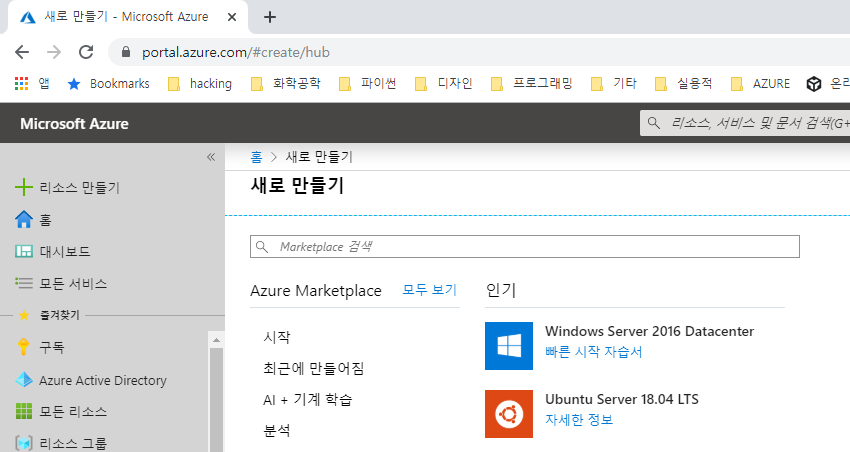 새로 만들기 - Microsoft Azure
portal.azure.com/#create/hub
앱 Bookmarks hacking 화학공학 파이썬 디자인 프로그래밍 기타 실용적 AZURE 온라
Microsoft Azure
리소스, 서비스 및 문서 검색(G+
홈 > 새로 만들기
새로 만들기
리소스 만들기
홈
대시보드
모든 서비스
즐겨찾기
구독
Azure Active Directory
모든 리소스
리소스 그룹
Marketplace 검색
Azure Marketplace 모두 보기
시작
최근에 만들어짐
AI + 기계 학습
분석
인기
Windows Server 2016 Datacenter
빠른 시작 자습서
Ubuntu Server 18.04 LTS
자세한 정보